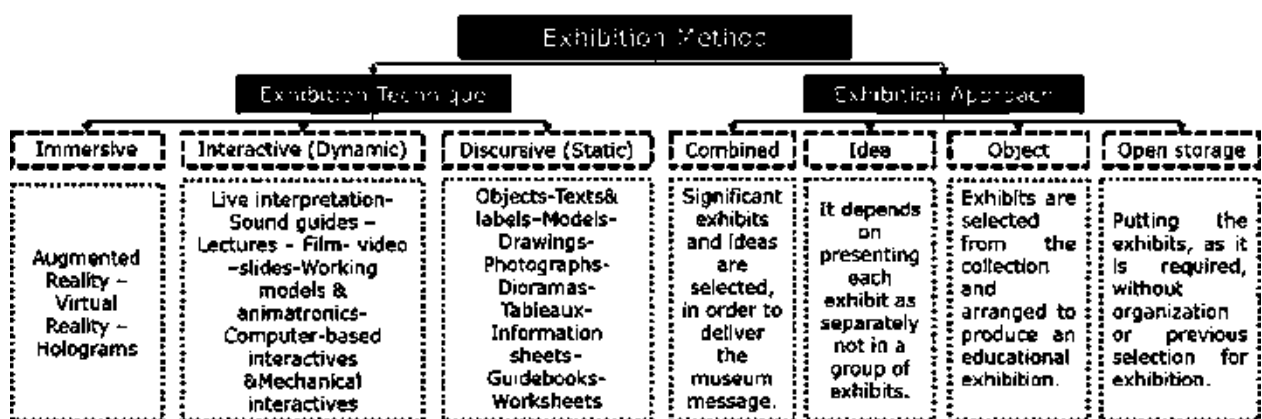 Exhibition Method
Exhibition Technique
Exhibition Approach
Immersive
Interactive (Dynamic)
Discursive (Static)
Combined
Idea
Object
Open storage
Augmented
Reality –
Virtual
Reality –
Holograms
Live interpretation-
Sound guides –
Lectures – Film- video
–slides-Working
models &
animatronics-
Computer-based
interactives
&Mechanical
interactives
Objects-Texts&
labels-Models-
Drawings-
Photographs-
Dioramas-
Tableaux-
Information
sheets-
Guidebooks-
Worksheets
Significant
exhibits
and Ideas
are
selected,
in order to
deliver
the
museum
message.
It depends
on
presenting
each
exhibit as
separately
not in a
group of
exhibits.
Exhibits are
selected
from the
collection
and
arranged to
produce an
educational
exhibition.
Putting the
exhibits, as it
is required,
without
organization
or previous
selection for
exhibition.